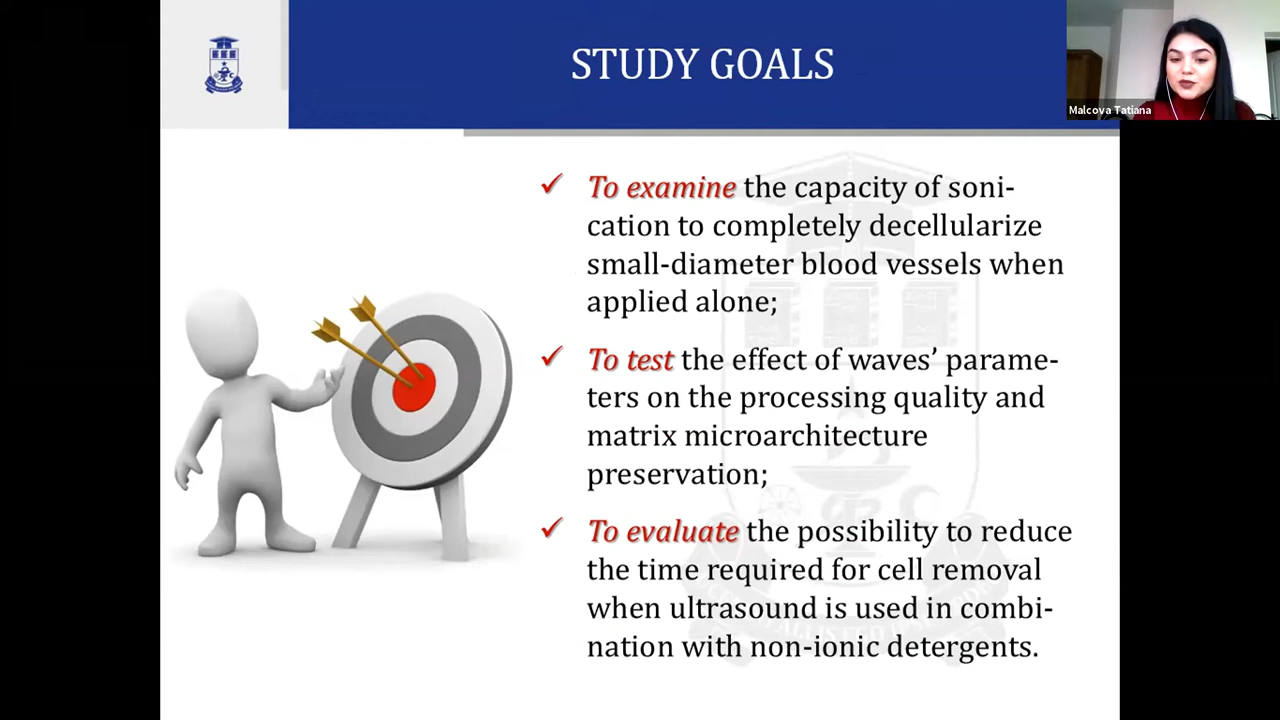 STUDY GOALS
Malcova Tatiana
✓ To examine the capacity of soni-
cation to completely decellularize
small-diameter blood vessels when
applied alone;
✓ To test the effect of waves’ parame-
ters on the processing quality and
matrix microarchitecture
preservation;
✓ To evaluate the possibility to reduce
the time required for cell removal
when ultrasound is used in combi-
nation with non-ionic detergents.